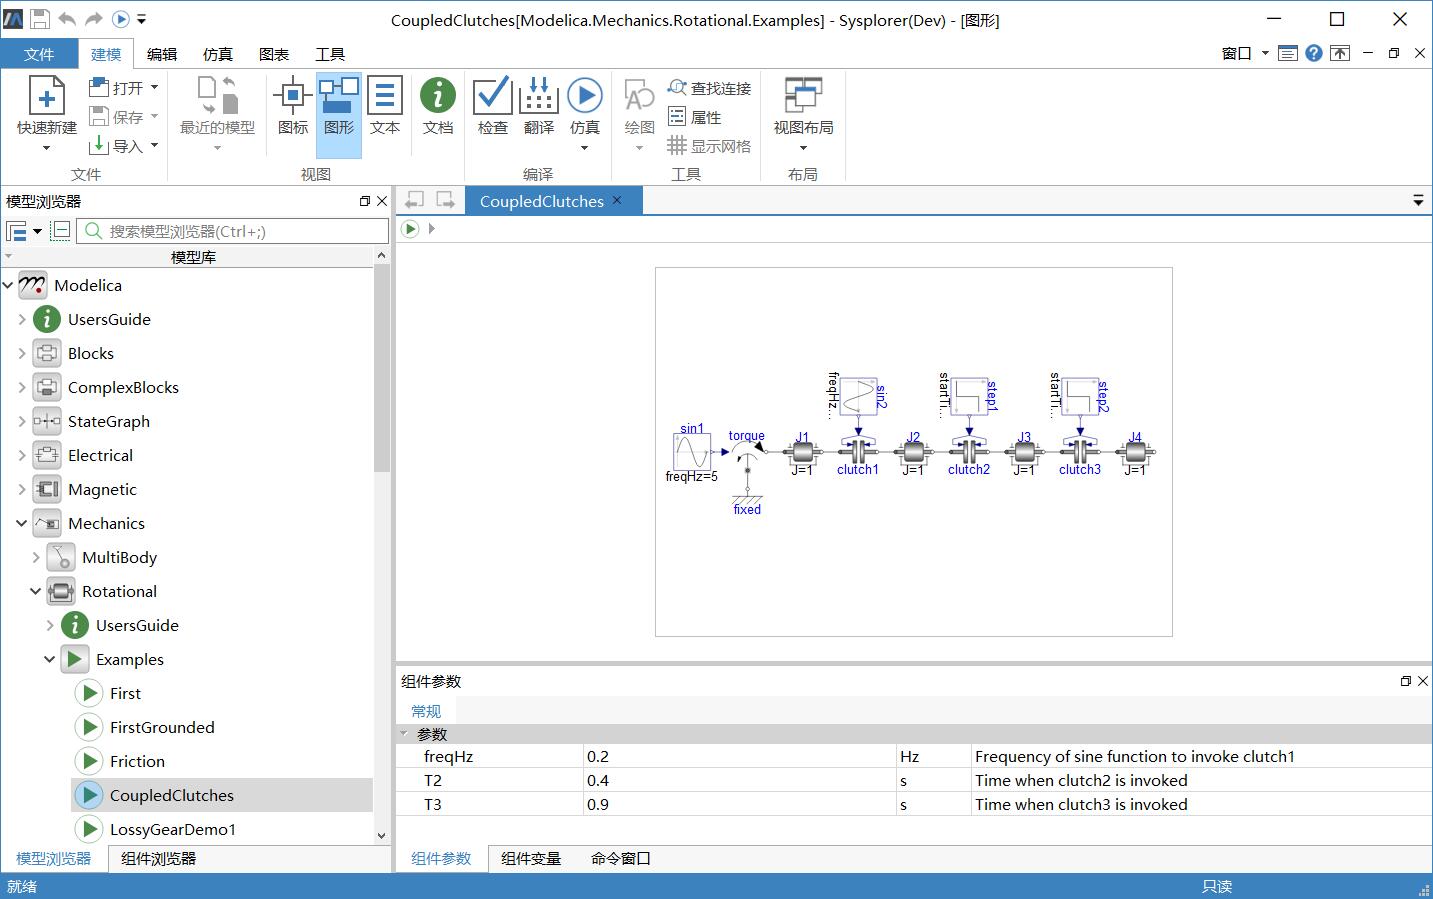 CoupledClutches[Modelica.Mechanics.Rotational.Examples] - Sysplorer(Dev) - [图形]
文件 建模 编辑 仿真 图表 工具 窗口
快速新建 打开 保存 导入 文件
最近的模型 图标 图形 文本 文档 视图
检查 翻译 仿真 编译
绘图 查找连接 属性 显示网格 工具
视图布局 布局
模型浏览器
搜索模型浏览器(Ctrl+;)
模型库
Modelica
UsersGuide
Blocks
ComplexBlocks
StateGraph
Electrical
Magnetic
Mechanics
MultiBody
Rotational
UsersGuide
Examples
First
FirstGrounded
Friction
CoupledClutches
LossyGearDemo1
模型浏览器 组件浏览器
CoupledClutches
freqHz... sin2 startTi... step1 startTi... step2
sin1 torque J1 J2 J3 J4
freqHz=5 J=1 clutch1 J=1 clutch2 J=1 clutch3 J=1
fixed
组件参数
常规
参数
freqHz 0.2 Hz Frequency of sine function to invoke clutch1
T2 0.4 s Time when clutch2 is invoked
T3 0.9 s Time when clutch3 is invoked
组件参数 组件变量 命令窗口
就绪 只读